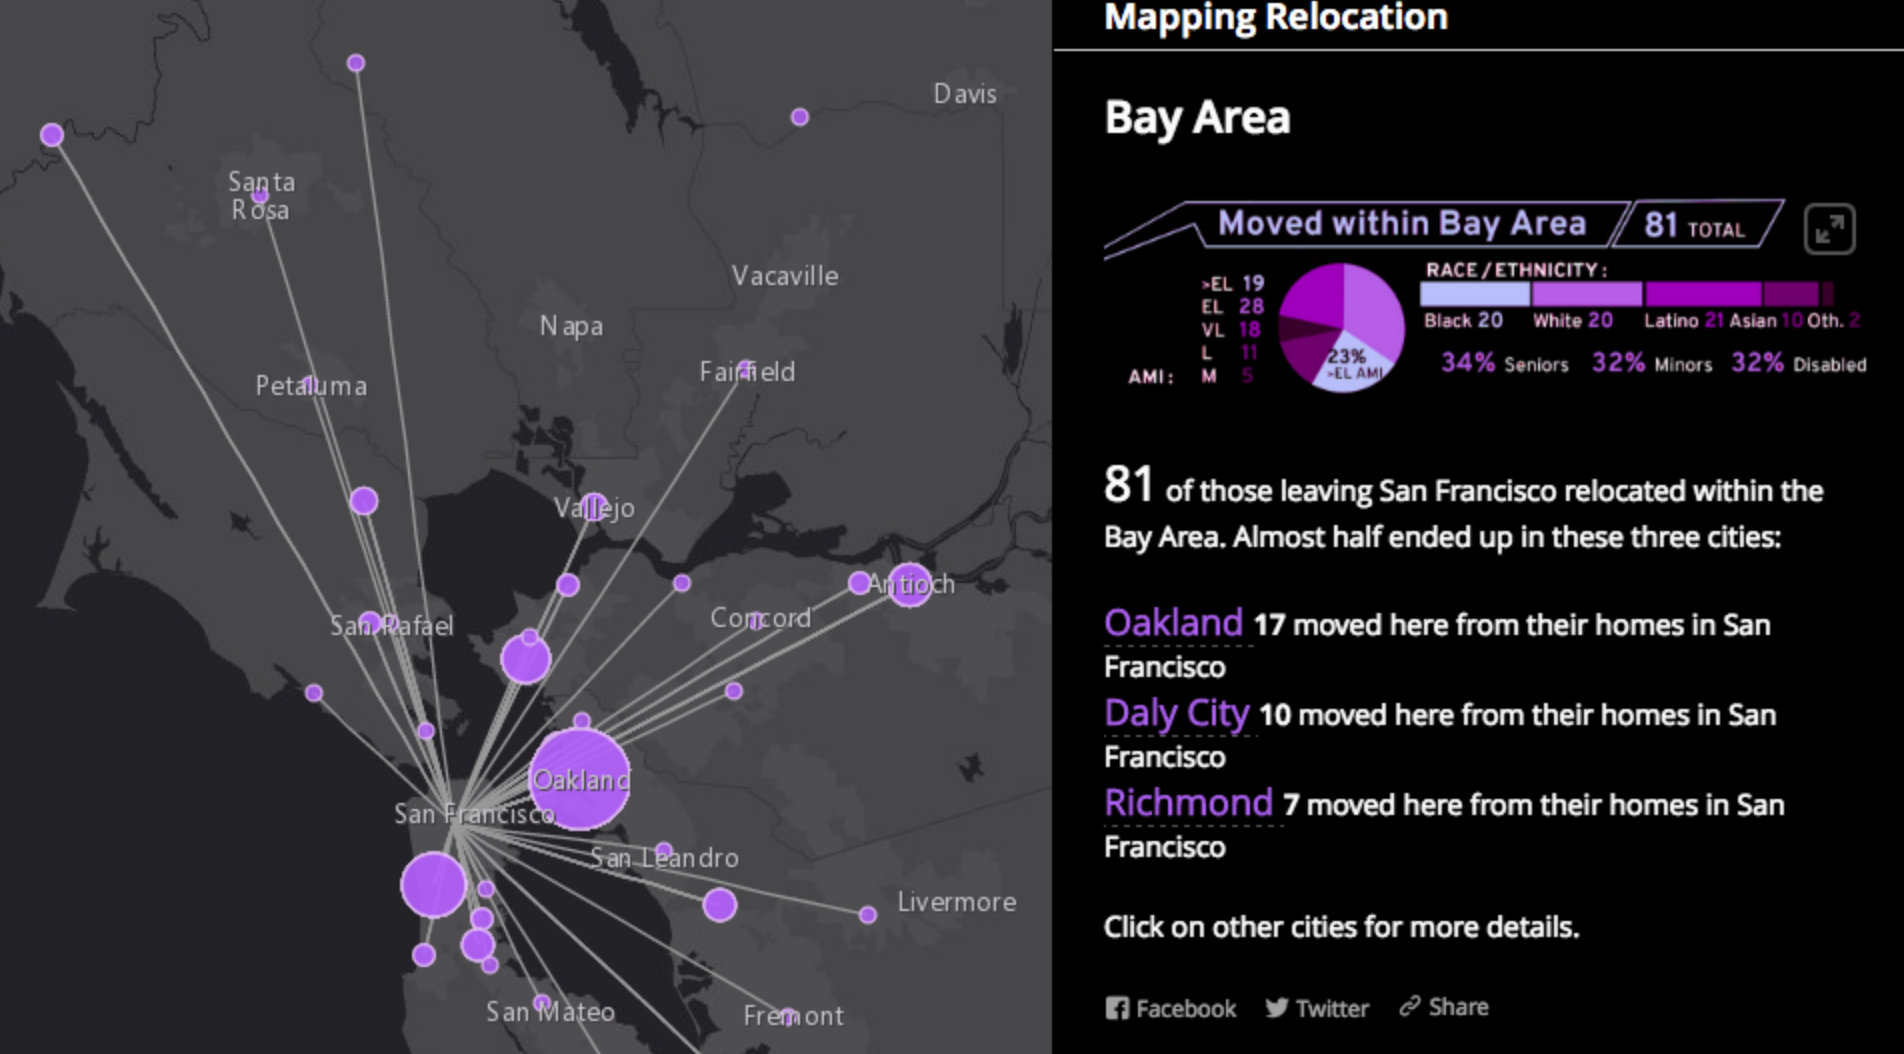 Davis
Santa
Rosa
Vacaville
Napa
Petaluma
Fairfield
Vallejo
Antioch
Concord
San Rafael
Oakland
San Francisco
San Leandro
Livermore
San Mateo
Fremont
Mapping Relocation
Bay Area
Moved within Bay Area 81 TOTAL
>EL 19
EL 28
VL 18
L 11
AMI: M 5
23%
>EL AMI
RACE/ETHNICITY:
Black 20 White 20 Latino 21 Asian 10 Oth. 2
34% Seniors 32% Minors 32% Disabled
81 of those leaving San Francisco relocated within the
Bay Area. Almost half ended up in these three cities:
Oakland 17 moved here from their homes in San
Francisco
Daly City 10 moved here from their homes in San
Francisco
Richmond 7 moved here from their homes in San
Francisco
Click on other cities for more details.
Facebook Twitter Share